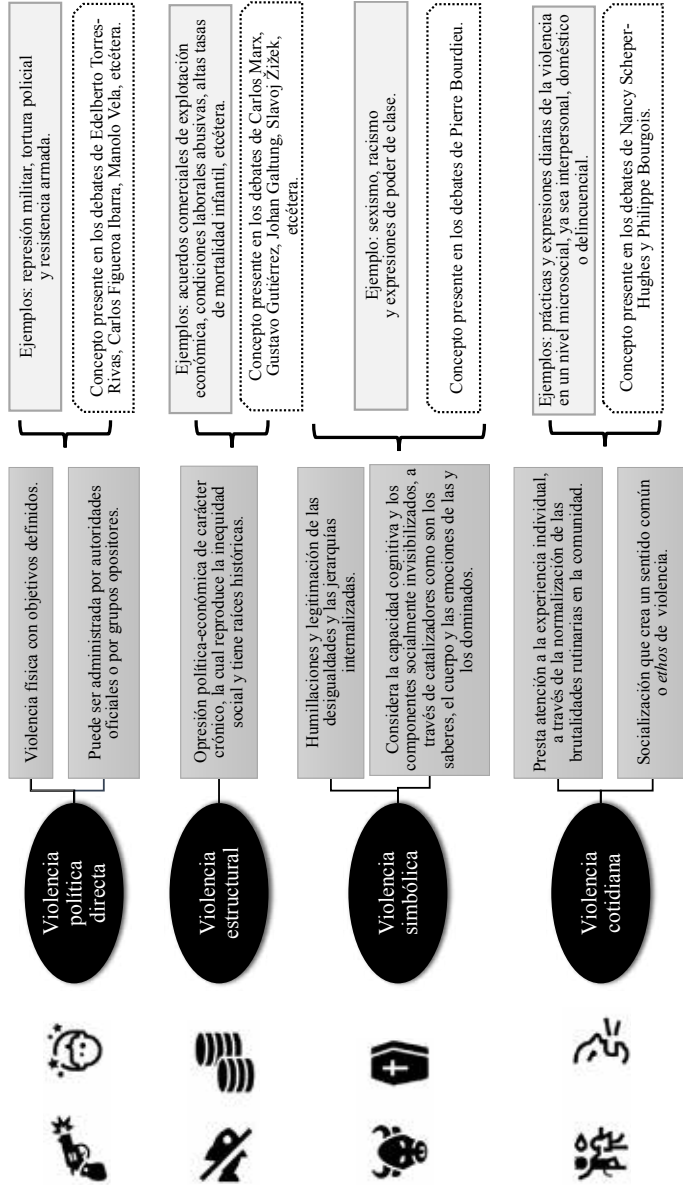 Violencia
política
directa
Violencia física con objetivos definidos.
Puede ser administrada por autoridades
oficiales o por grupos opositores.
Ejemplos: represión militar, tortura policial
y resistencia armada.
Concepto presente en los debates de Edelberto Torres-
Rivas, Carlos Figueroa Ibarra, Manolo Vela, etcétera.
Violencia
estructural
Opresión política-económica de carácter
crónico, la cual reproduce la inequidad
social y tiene raíces históricas.
Ejemplos: acuerdos comerciales de explotación
económica, condiciones laborales abusivas, altas tasas
de mortalidad infantil, etcétera.
Concepto presente en los debates de Carlos Marx,
Gustavo Gutiérrez, Johan Galtung, Slavoj Žižek,
etcétera.
Violencia
simbólica
Humillaciones y legitimación de las
desigualdades y las jerarquías
internalizadas.
Considera la capacidad cognitiva y los
componentes socialmente invisibilizados, a
través de catalizadores como son los
saberes, el cuerpo y las emociones de las y
los dominados.
Ejemplo: sexismo, racismo
y expresiones de poder de clase.
Concepto presente en los debates de Pierre Bourdieu.
Violencia
cotidiana
Presta atención a la experiencia individual,
a través de la normalización de las
brutalidades rutinarias en la comunidad.
Socialización que crea un sentido común
o ethos de violencia.
Ejemplos: prácticas y expresiones diarias de la violencia
en un nivel microsocial, ya sea interpersonal, doméstico
o delincuencial.
Concepto presente en los debates de Nancy Scheper-
Hughes y Philippe Bourgois.